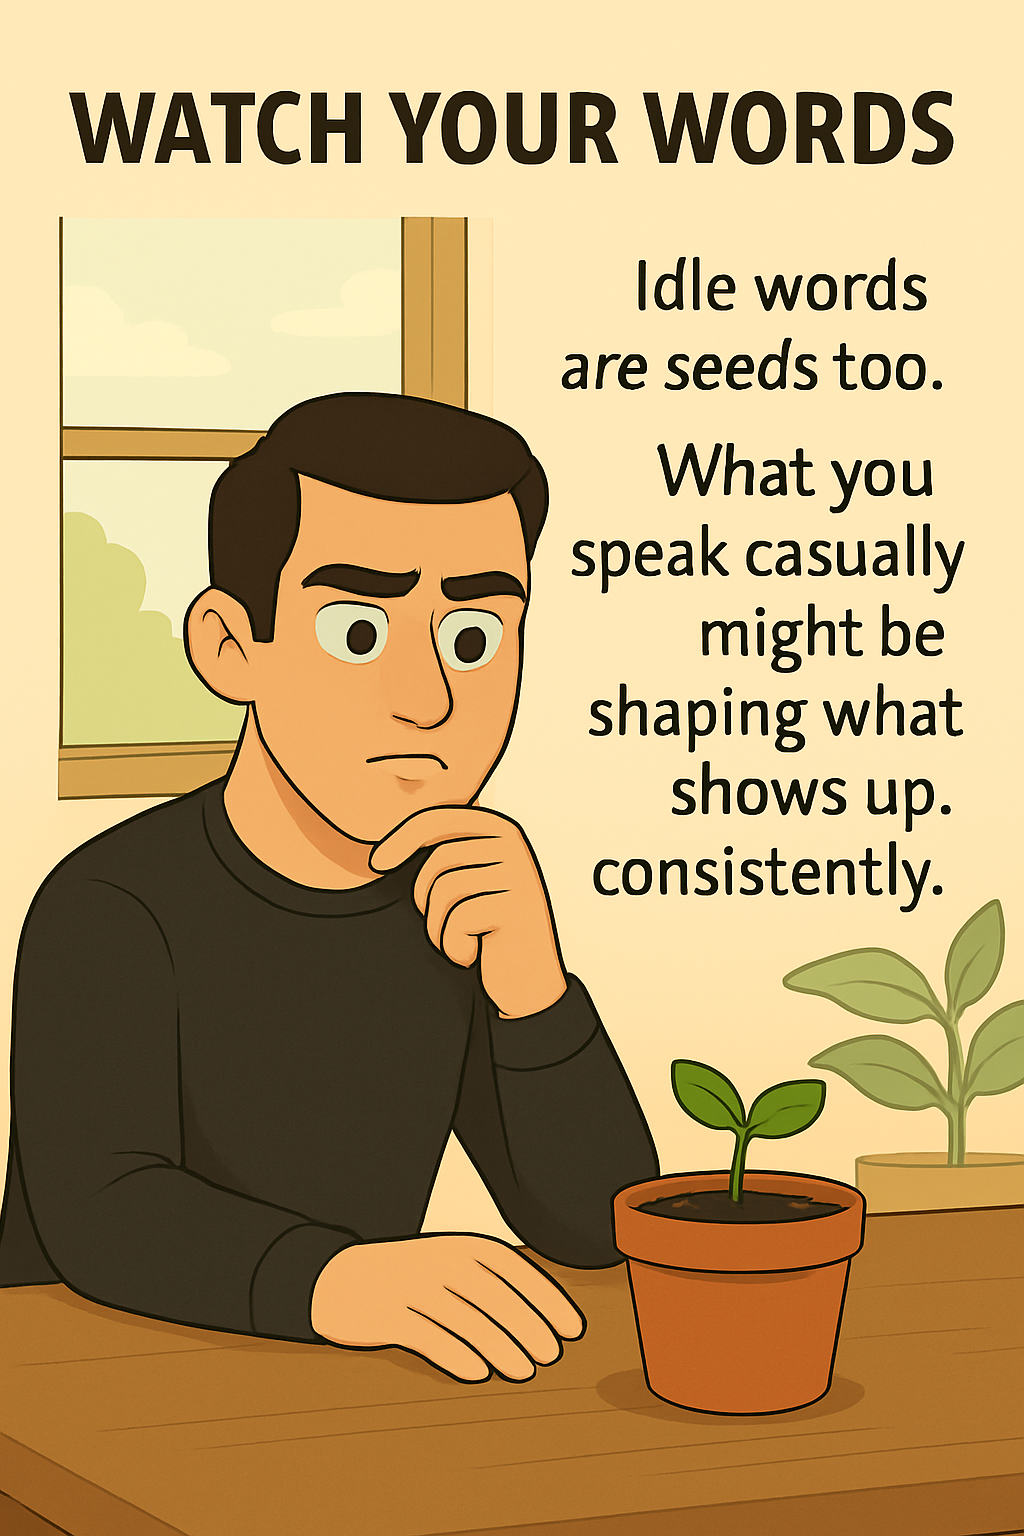 WATCH YOUR WORDS
Idle words
are seeds too.
What you
speak casually
might be
shaping what
shows up.
consistently.